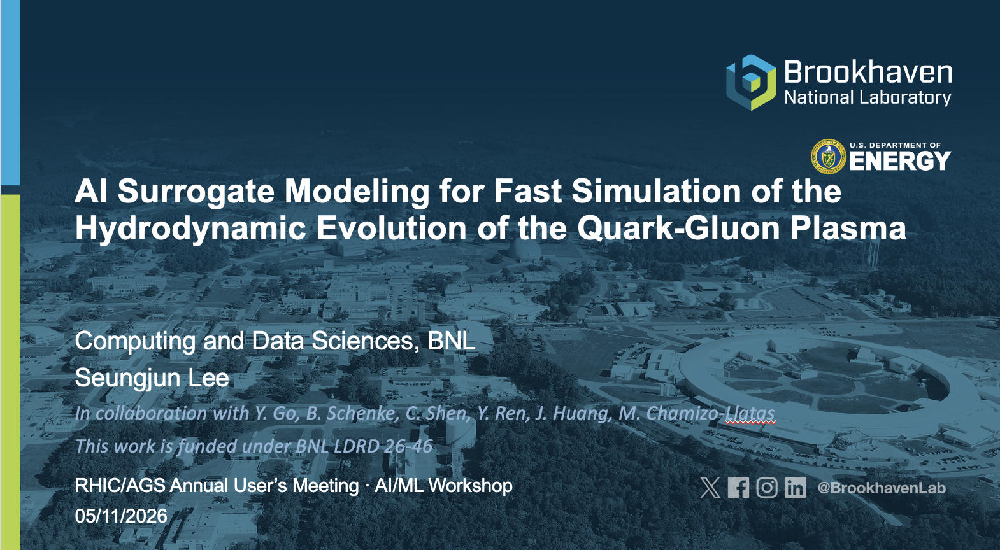 Brookhaven
National Laboratory
U.S. DEPARTMENT OF
ENERGY
AI Surrogate Modeling for Fast Simulation of the
Hydrodynamic Evolution of the Quark-Gluon Plasma
Computing and Data Sciences, BNL
Seungjun Lee
In collaboration with Y. Go, B. Schenke, C. Shen, Y. Ren, J. Huang, M. Chamizo-Llatas
This work is funded under BNL LDRD 26-46
RHIC/AGS Annual User’s Meeting · AI/ML Workshop
@BrookhavenLab
05/11/2026